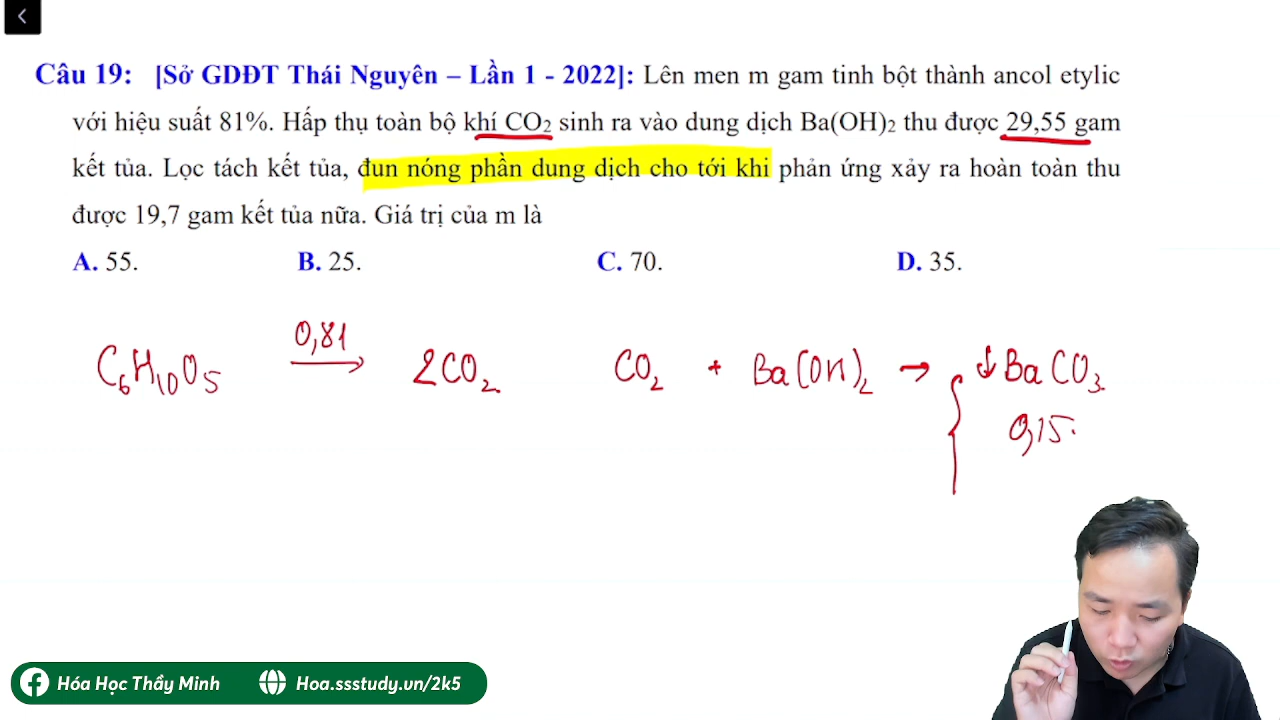 Câu 19: [Sở GDĐT Thái Nguyên – Lần 1 - 2022]: Lên men m gam tinh bột thành ancol etylic
với hiệu suất 81%. Hấp thụ toàn bộ khí CO₂ sinh ra vào dung dịch Ba(OH)₂ thu được 29,55 gam
kết tủa. Lọc tách kết tủa, đun nóng phần dung dịch cho tới khi phản ứng xảy ra hoàn toàn thu
được 19,7 gam kết tủa nữa. Giá trị của m là
A. 55. B. 25. C. 70. D. 35.
0,81
C₆H₁₀O₅ → 2CO₂ CO₂ + Ba(OH)₂ → { ↓BaCO₃
0,15
Hóa Học Thầy Minh Hoa.ssstudy.vn/2k5